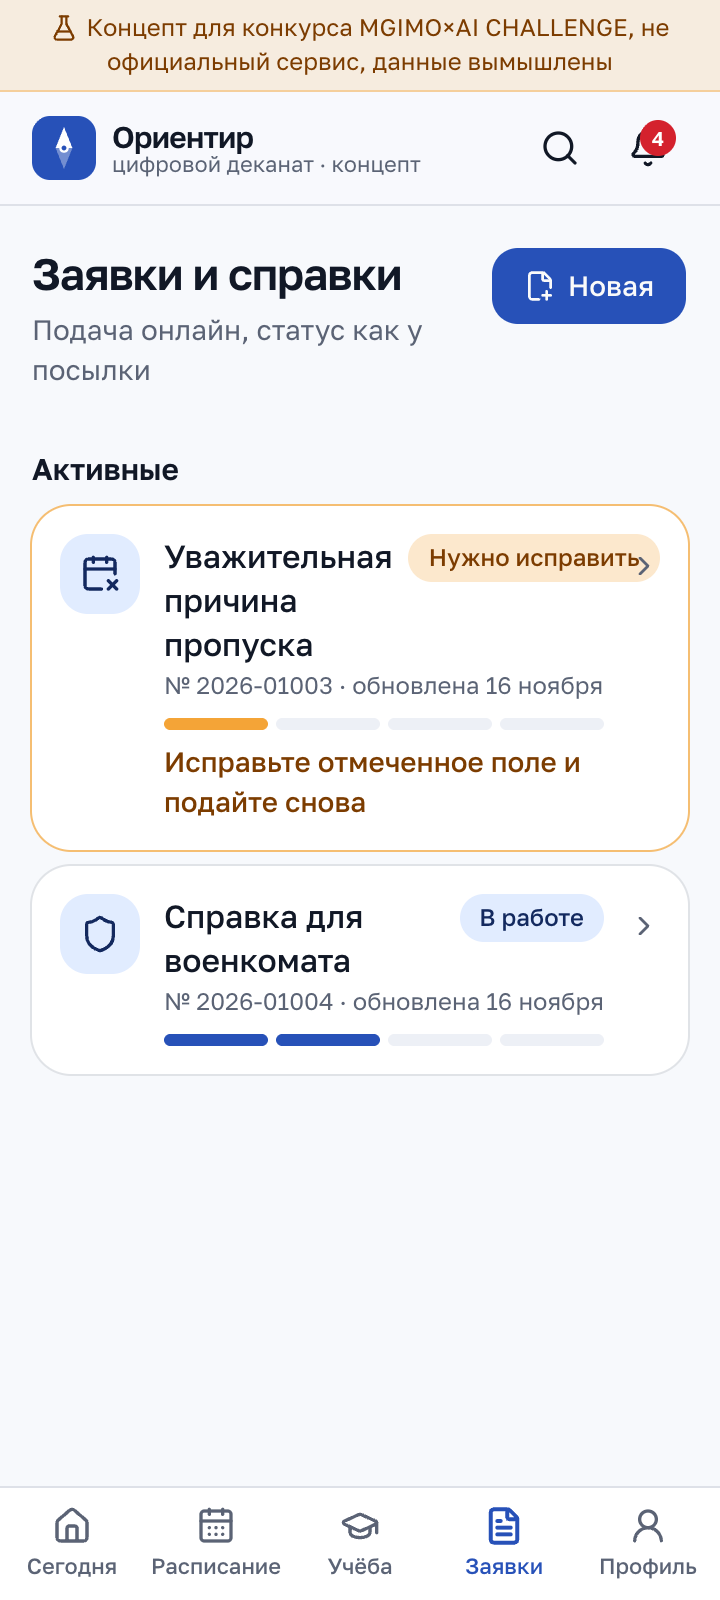 Концепт для конкурса MGIMO×AI CHALLENGE, не
официальный сервис, данные вымышлены
Ориентир
цифровой деканат · концепт
4
Заявки и справки
Новая
Подача онлайн, статус как у
посылки
Активные
Уважительная
причина
пропуска
Нужно исправить
№ 2026-01003 · обновлена 16 ноября
Исправьте отмеченное поле и
подайте снова
Справка для
военкомата
В работе
№ 2026-01004 · обновлена 16 ноября
Сегодня
Расписание
Учёба
Заявки
Профиль